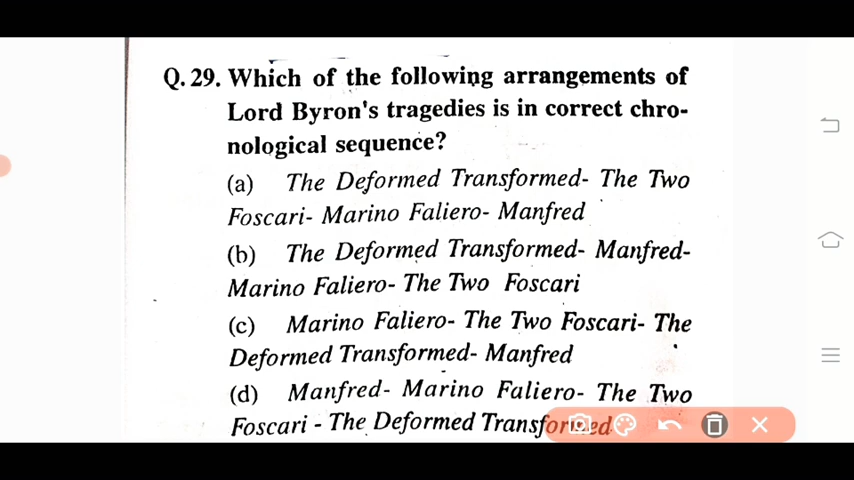 Q. 29. Which of the following arrangements of
Lord Byron's tragedies is in correct chro-
nological sequence?
(a) The Deformed Transformed- The Two
Foscari- Marino Faliero- Manfred
(b) The Deformed Transformed- Manfred-
Marino Faliero- The Two Foscari
(c) Marino Faliero- The Two Foscari- The
Deformed Transformed- Manfred
(d) Manfred- Marino Faliero- The Two
Foscari - The Deformed Transformed